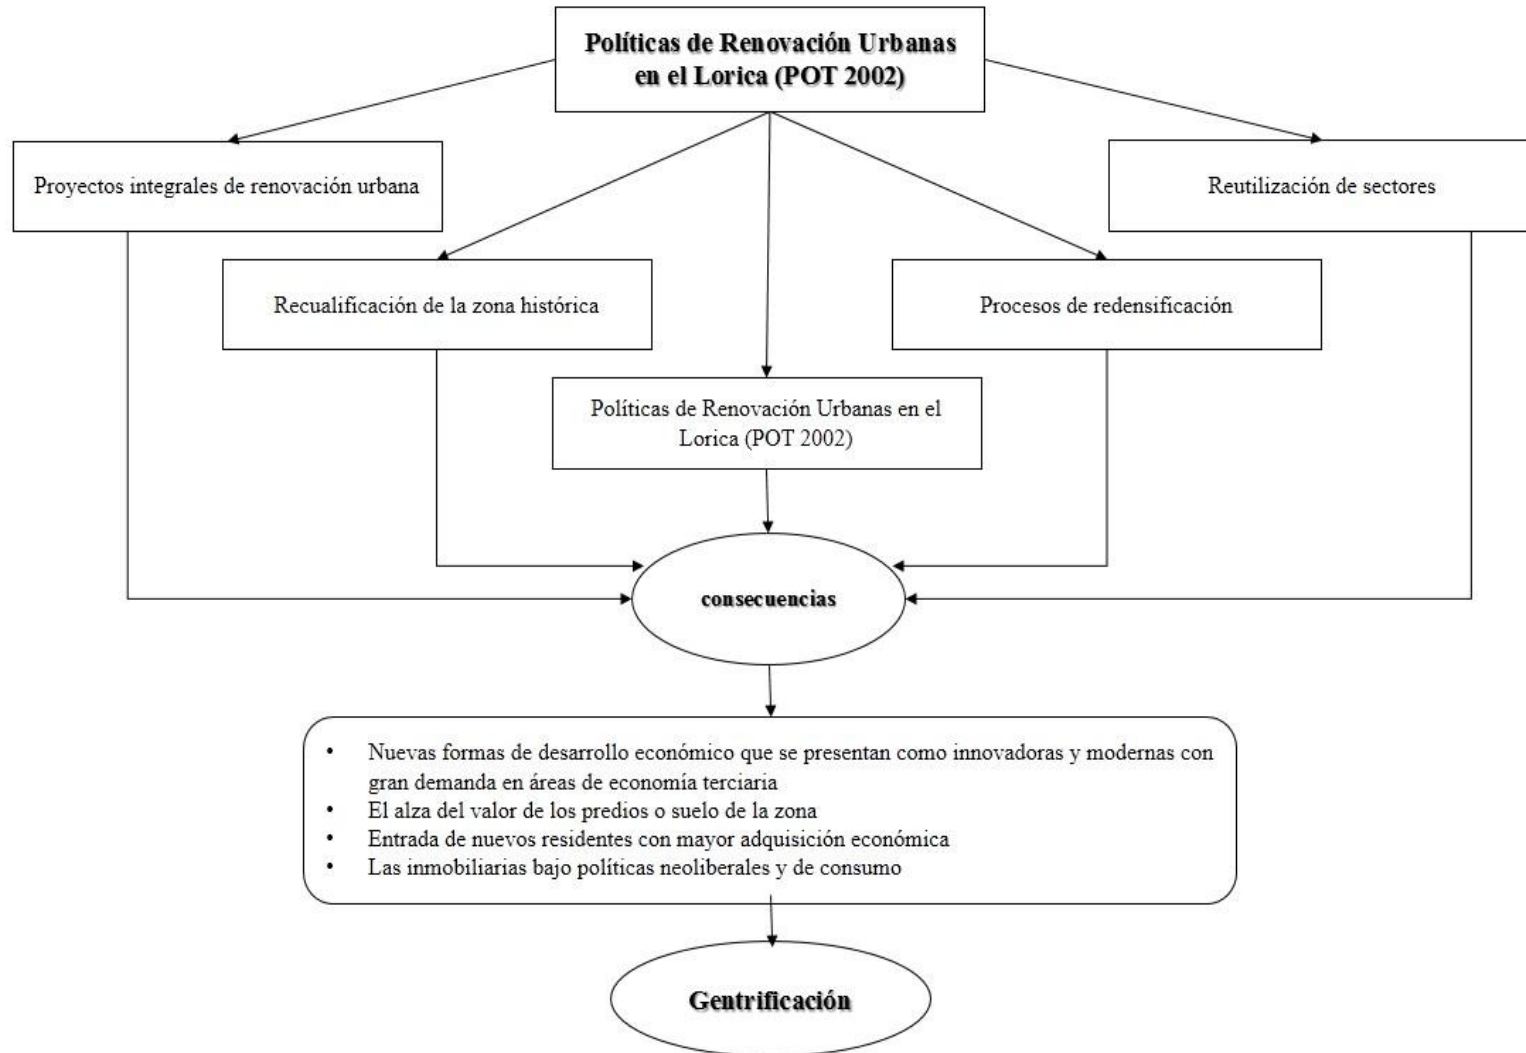 Políticas de Renovación Urbanas
en el Lorica (POT 2002)
Proyectos integrales de renovación urbana
Reutilización de sectores
Recualificación de la zona histórica
Procesos de redensificación
Políticas de Renovación Urbanas en el
Lorica (POT 2002)
consecuencias
• Nuevas formas de desarrollo económico que se presentan como innovadoras y modernas con
gran demanda en áreas de economía terciaria
• El alza del valor de los predios o suelo de la zona
• Entrada de nuevos residentes con mayor adquisición económica
• Las inmobiliarias bajo políticas neoliberales y de consumo
Gentrificación